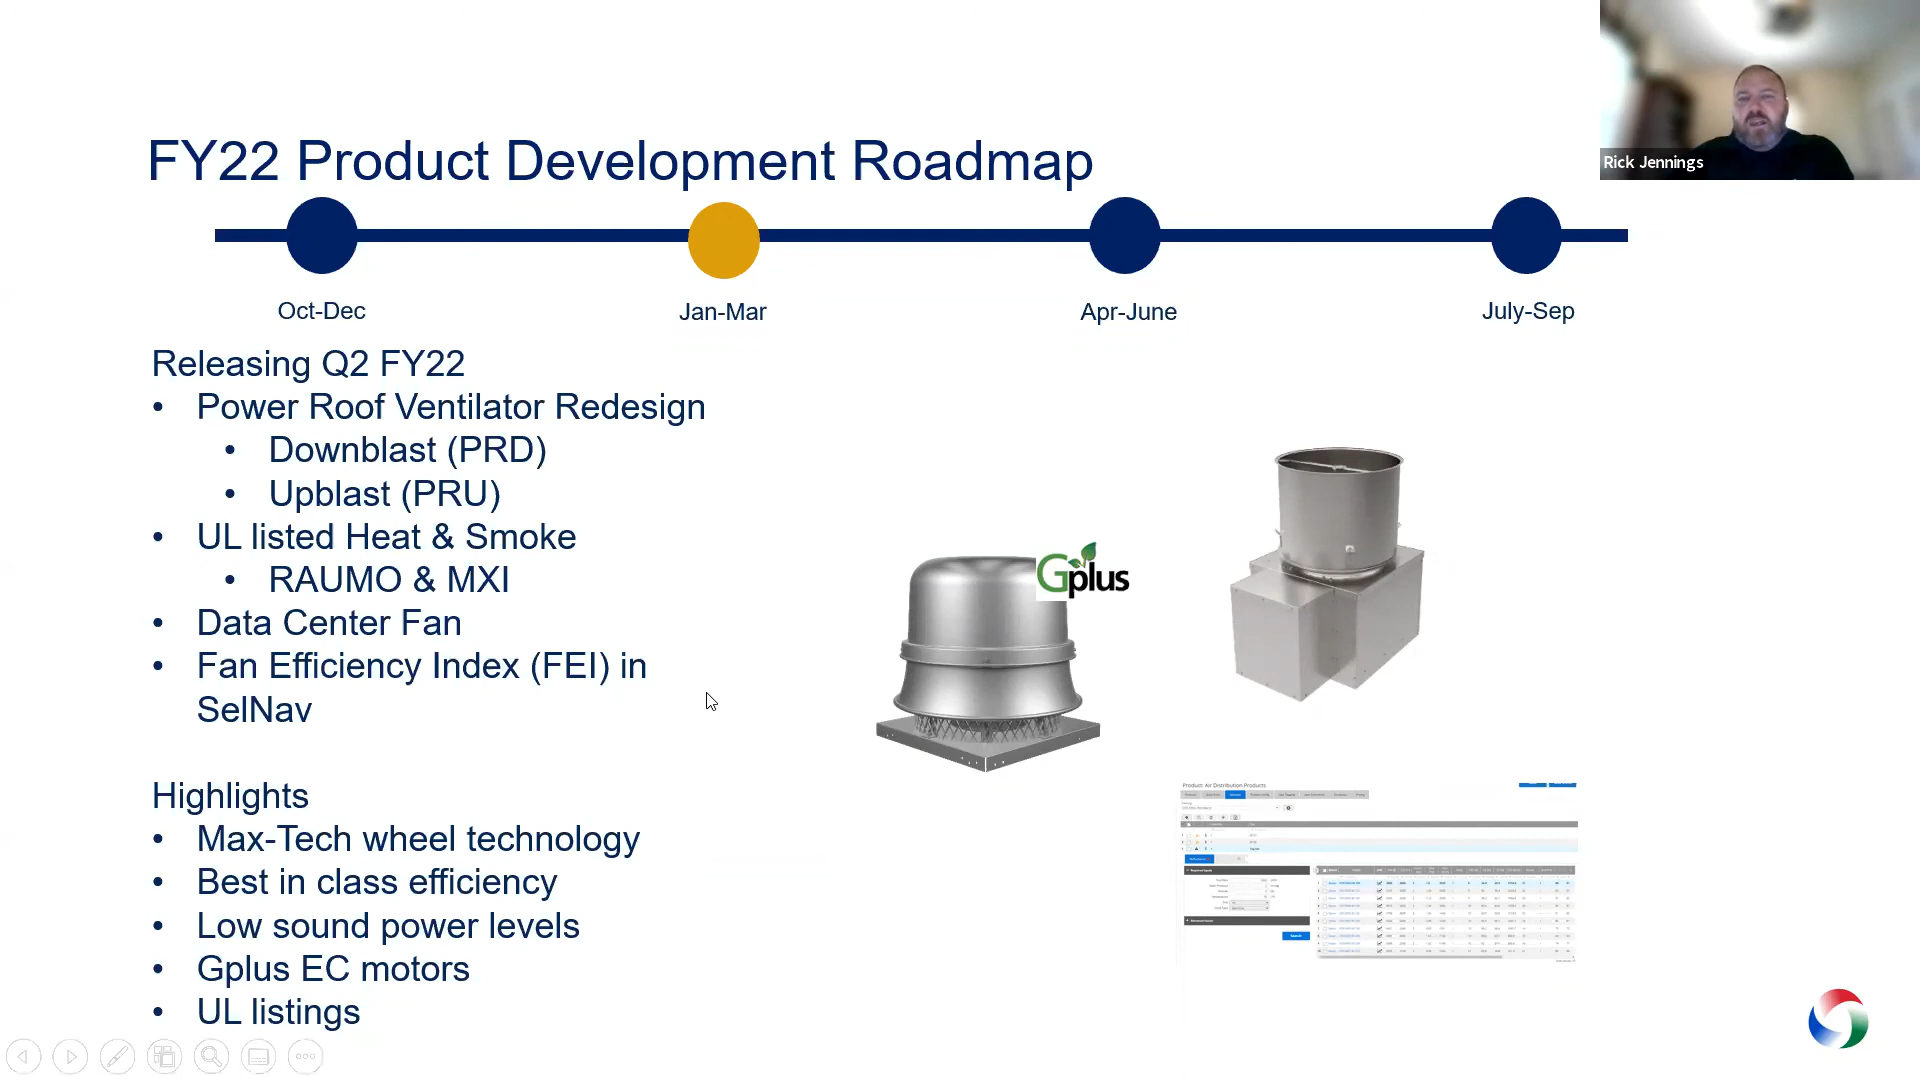 Rick Jennings
FY22 Product Development Roadmap
Oct-Dec
Jan-Mar
Apr-June
July-Sep
Releasing Q2 FY22
• Power Roof Ventilator Redesign
• Downblast (PRD)
• Upblast (PRU)
• UL listed Heat & Smoke
• RAUMO & MXI
• Data Center Fan
• Fan Efficiency Index (FEI) in
SelNav
Highlights
• Max-Tech wheel technology
• Best in class efficiency
• Low sound power levels
• Gplus EC motors
• UL listings
Gplus
Product: Air Distribution Products
Search